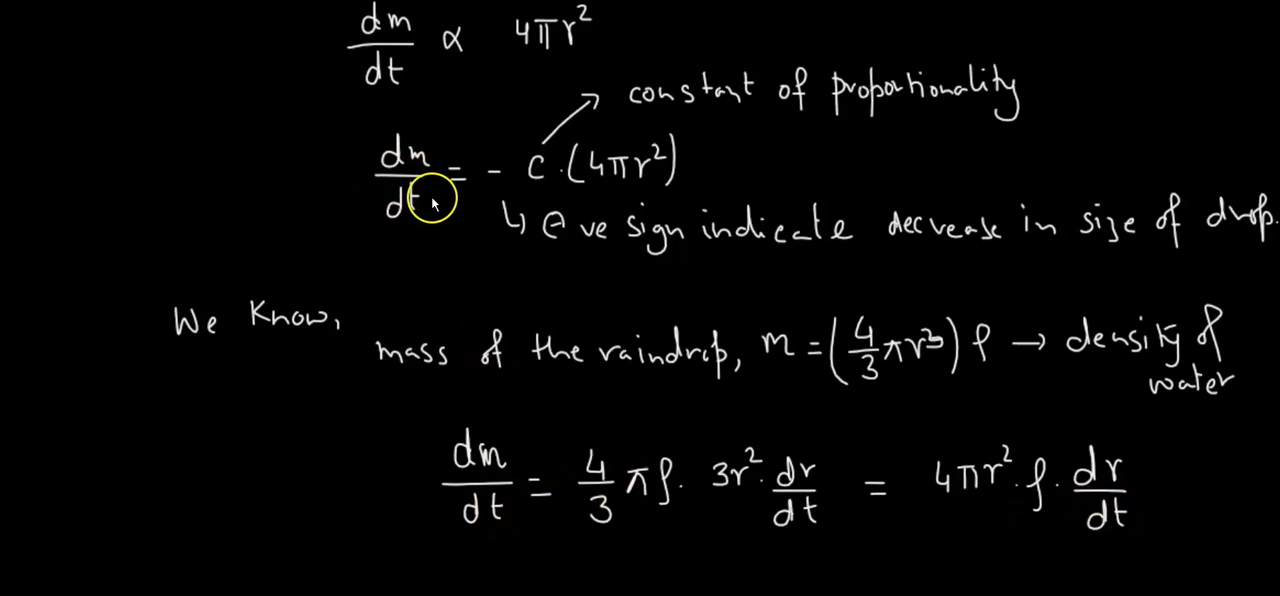 dm/dt ∝ 4πr²
→ constant of proportionality
dm/dt = - C.(4πr²)
↳ ⊖ve sign indicate decrease in size of drop.
We Know,
mass of the raindrop, m = (4/3 πr³) ρ → density of water
dm/dt = 4/3 πρ. 3r². dr/dt = 4πr². ρ. dr/dt